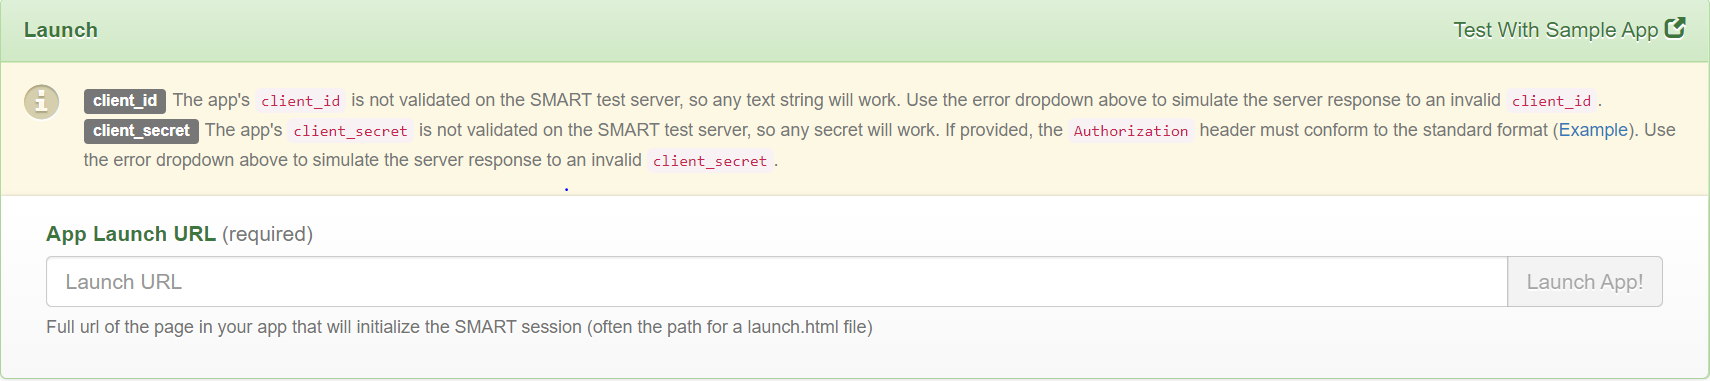 Launch
Test With Sample App
client_id The app's client_id is not validated on the SMART test server, so any text string will work. Use the error dropdown above to simulate the server response to an invalid client_id.
client_secret The app's client_secret is not validated on the SMART test server, so any secret will work. If provided, the Authorization header must conform to the standard format (Example). Use
the error dropdown above to simulate the server response to an invalid client_secret.
App Launch URL (required)
Launch URL
Launch App!
Full url of the page in your app that will initialize the SMART session (often the path for a launch.html file)